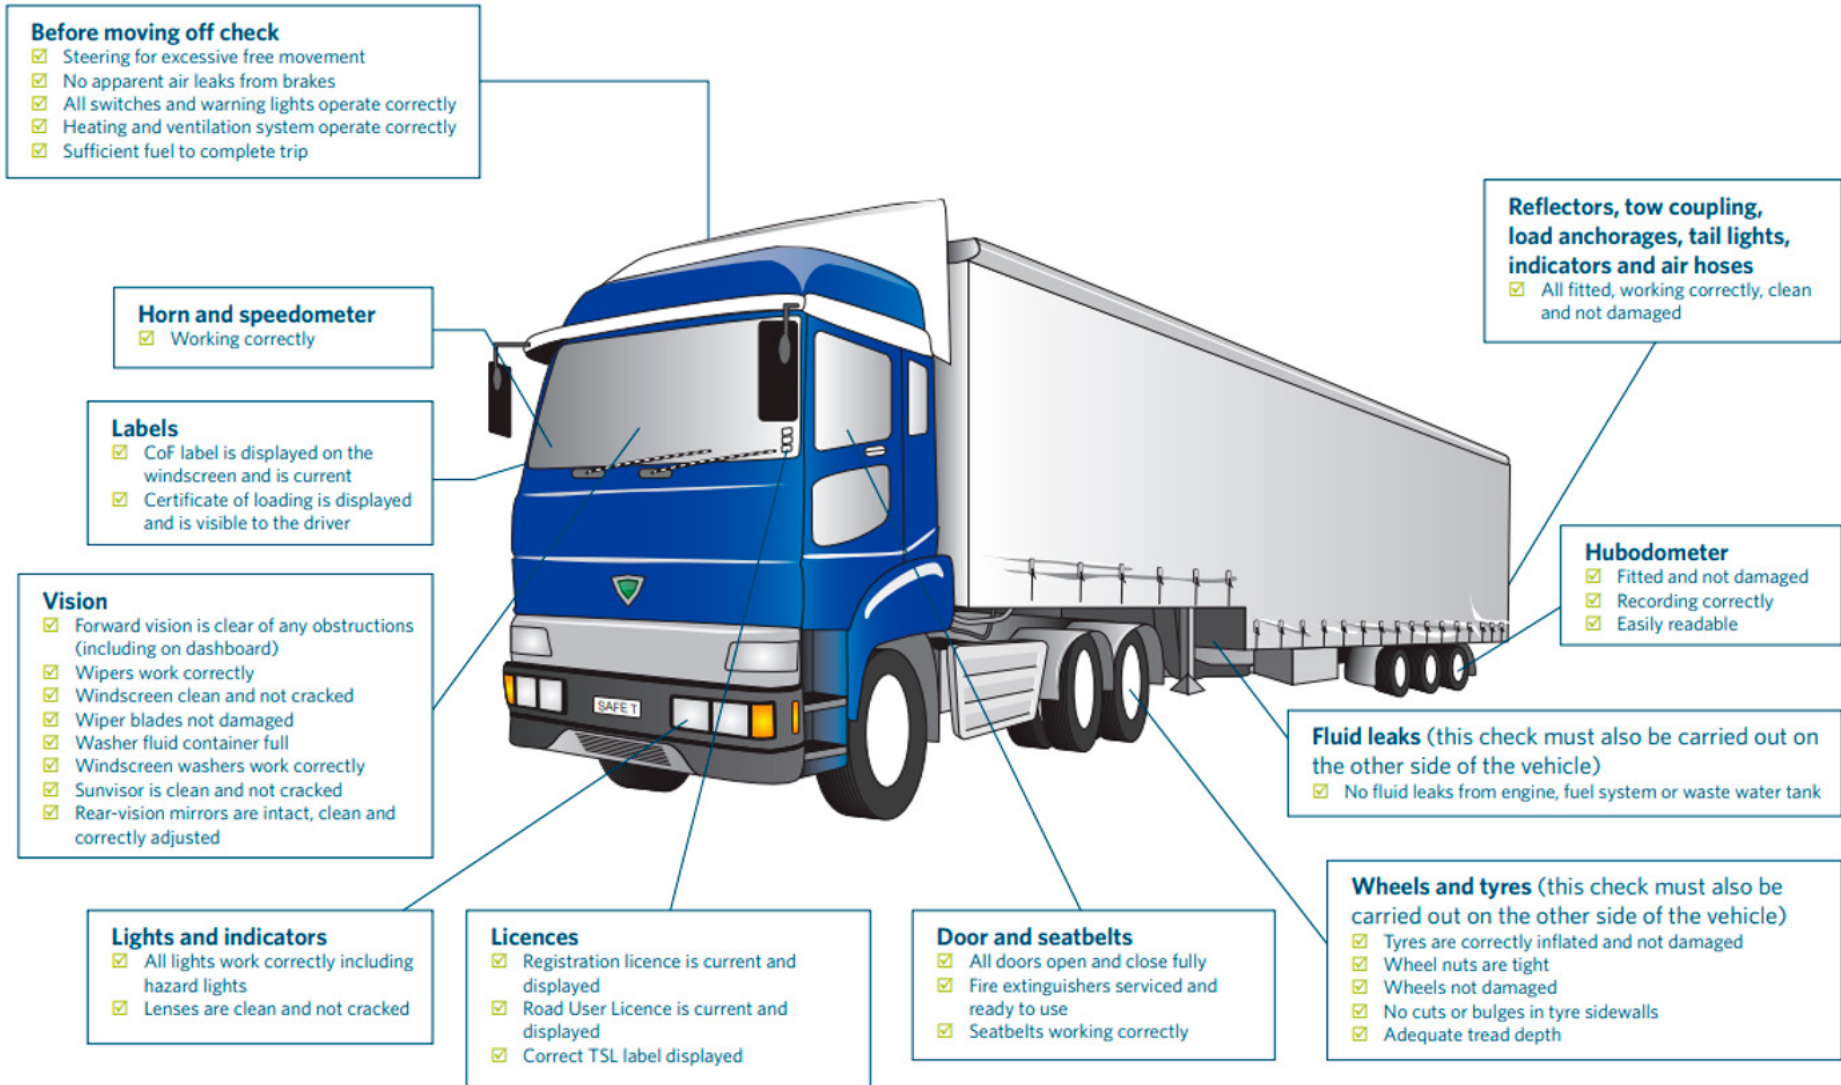 Before moving off check
Steering for excessive free movement
No apparent air leaks from brakes
All switches and warning lights operate correctly
Heating and ventilation system operate correctly
Sufficient fuel to complete trip
Horn and speedometer
Working correctly
Labels
CoF label is displayed on the
windscreen and is current
Certificate of loading is displayed
and is visible to the driver
Vision
Forward vision is clear of any obstructions
(including on dashboard)
Wipers work correctly
Windscreen clean and not cracked
Wiper blades not damaged
Washer fluid container full
Windscreen washers work correctly
Sunvisor is clean and not cracked
Rear-vision mirrors are intact, clean and
correctly adjusted
Lights and indicators
All lights work correctly including
hazard lights
Lenses are clean and not cracked
Licences
Registration licence is current and
displayed
Road User Licence is current and
displayed
Correct TSL label displayed
Door and seatbelts
All doors open and close fully
Fire extinguishers serviced and
ready to use
Seatbelts working correctly
SAFE T
Reflectors, tow coupling,
load anchorages, tail lights,
indicators and air hoses
All fitted, working correctly, clean
and not damaged
Hubodometer
Fitted and not damaged
Recording correctly
Easily readable
Fluid leaks (this check must also be carried out on
the other side of the vehicle)
No fluid leaks from engine, fuel system or waste water tank
Wheels and tyres (this check must also be
carried out on the other side of the vehicle)
Tyres are correctly inflated and not damaged
Wheel nuts are tight
Wheels not damaged
No cuts or bulges in tyre sidewalls
Adequate tread depth